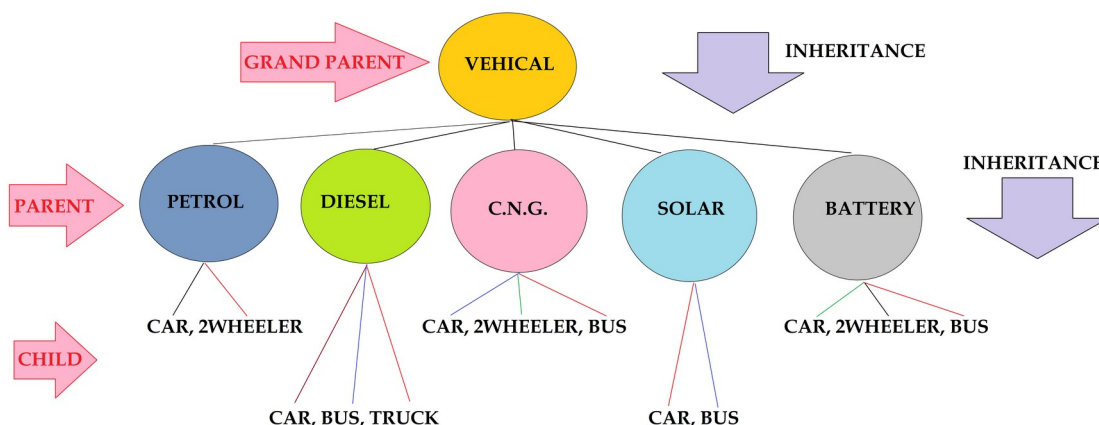 GRAND PARENT
VEHICAL
INHERITANCE
PARENT
PETROL
DIESEL
C.N.G.
SOLAR
BATTERY
INHERITANCE
CHILD
CAR, 2WHEELER
CAR, BUS, TRUCK
CAR, 2WHEELER, BUS
CAR, BUS
CAR, 2WHEELER, BUS